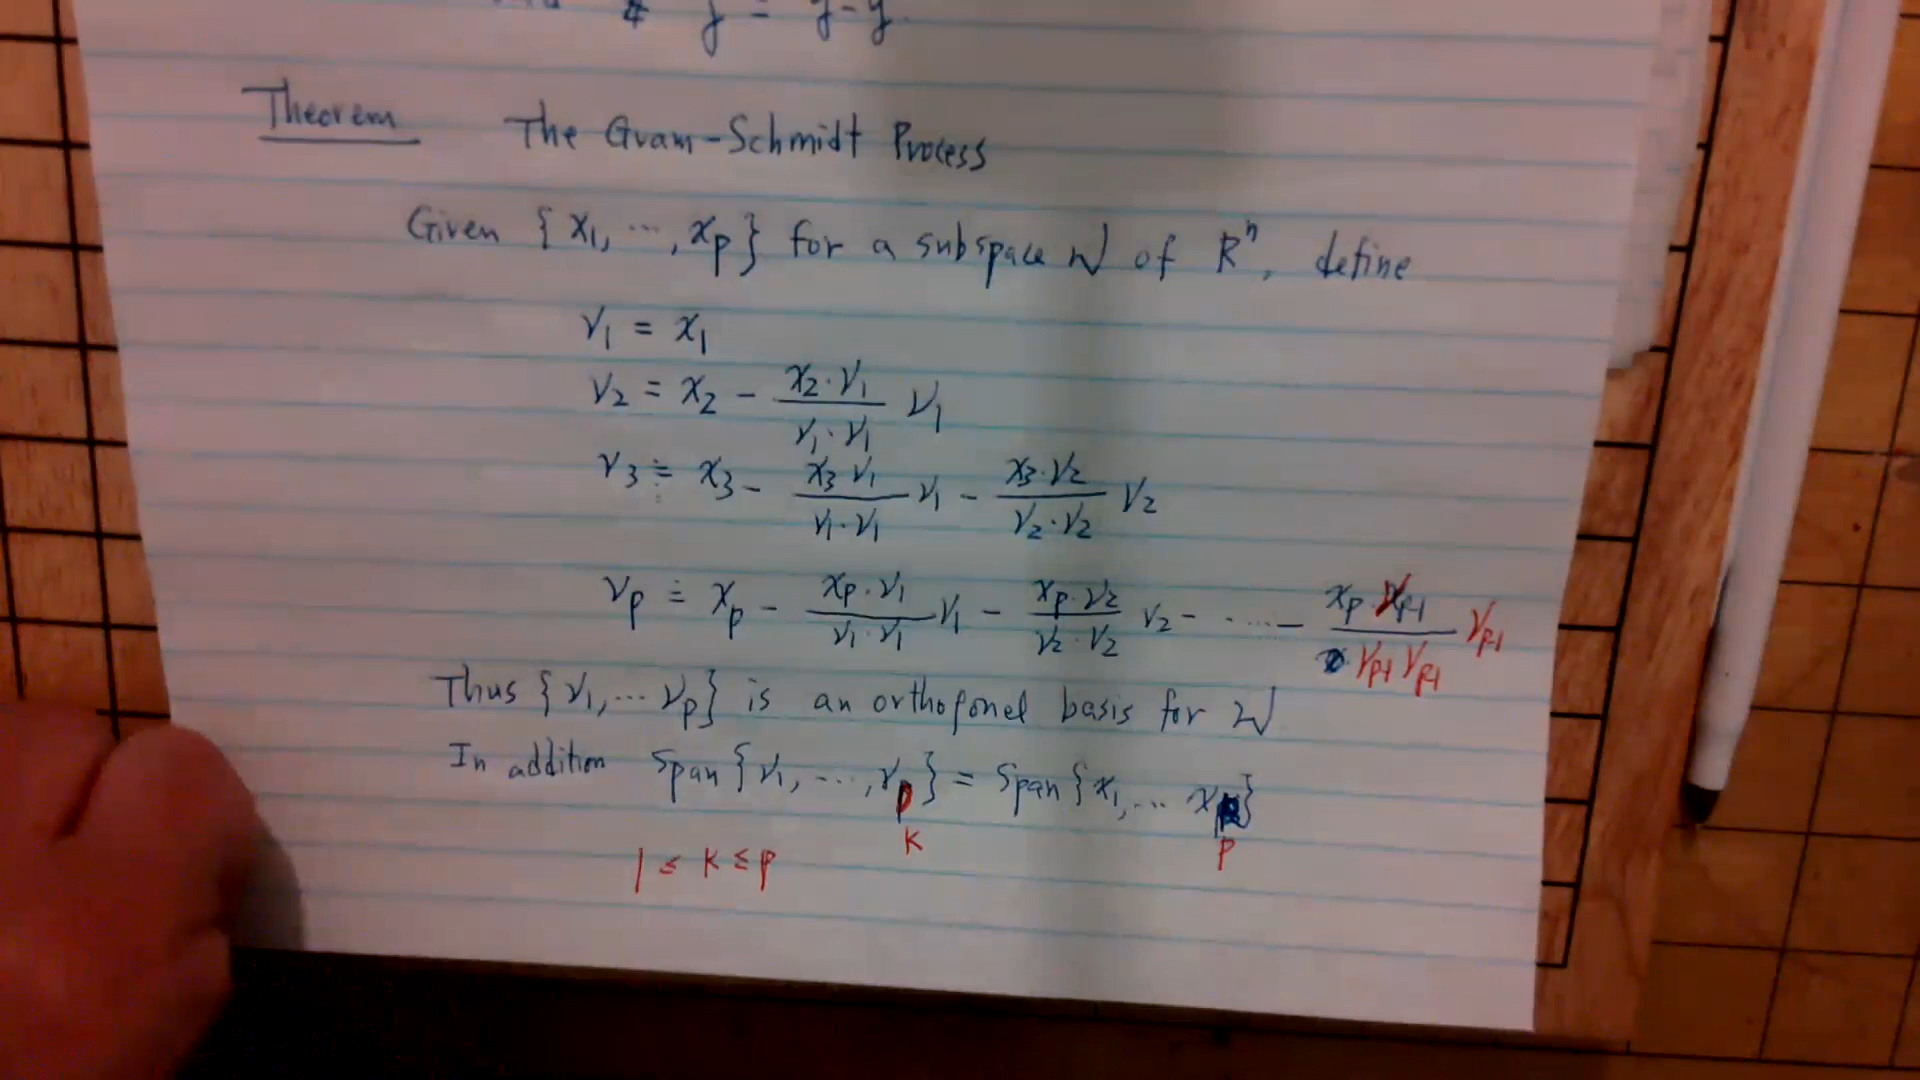 y = y - y
Theorem The Gram-Schmidt Process
Given {x₁, ..., xp} for a subspace W of Rⁿ, define
v₁ = x₁
v₂ = x₂ - (x₂·v₁)/(v₁·v₁) v₁
v₃ = x₃ - (x₃·v₁)/(v₁·v₁) v₁ - (x₃·v₂)/(v₂·v₂) v₂
vp = xp - (xp·v₁)/(v₁·v₁) v₁ - (xp·v₂)/(v₂·v₂) v₂ - ..... - (xp·vp-1)/(vp-1 vp-1) vp-1
Thus {v₁, ... vp} is an orthogonel basis for W
In addition Span {v₁, ..., vp} = Span {x₁, ... x }
k p
1 ≤ k ≤ p